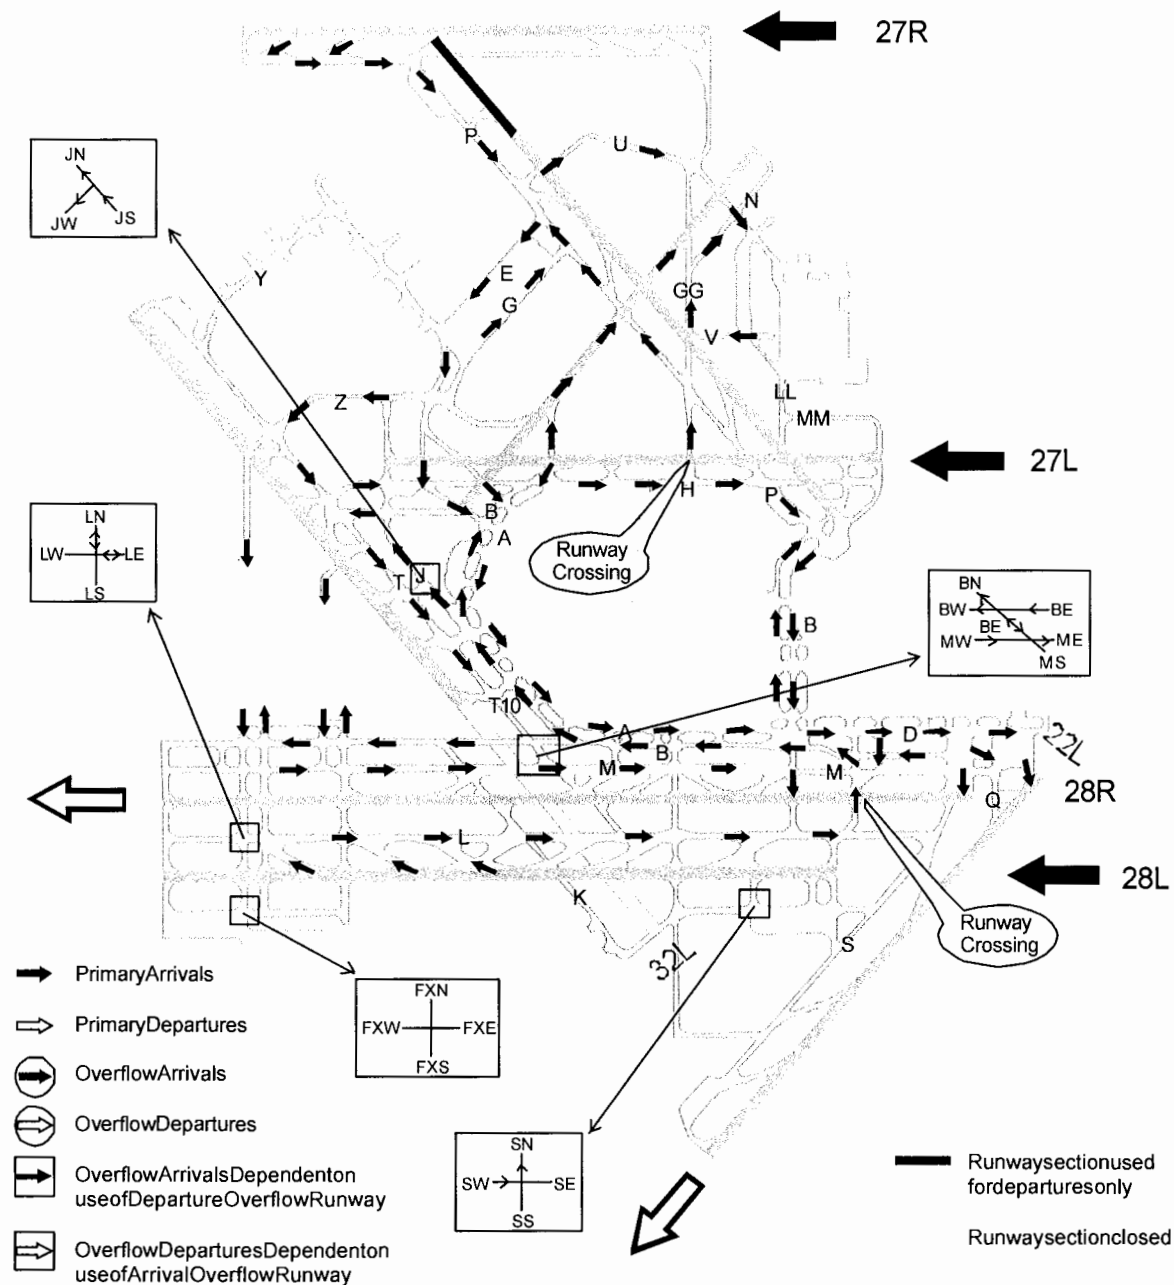 27R
P
U
JN
JW
JS
N
Y
E
GG
G
V
LL
Z
MM
27L
H
P
B
A
LN
LW
LE
LS
Runway
Crossing
T
BN
BW
BE
BE
MW
ME
MS
B
T10
A
D
B
22L
M
M
28R
Q
L
28L
K
Runway
Crossing
S
32L
PrimaryArrivals
FXN
FXW
FXE
FXS
PrimaryDepartures
OverflowArrivals
OverflowDepartures
SN
SW
SE
SS
OverflowArrivalsDependenton
useofDepartureOverflowRunway
Runwaysectionused
fordeparturesonly
OverflowDeparturesDependenton
useofArrivalOverflowRunway
Runwaysectionclosed